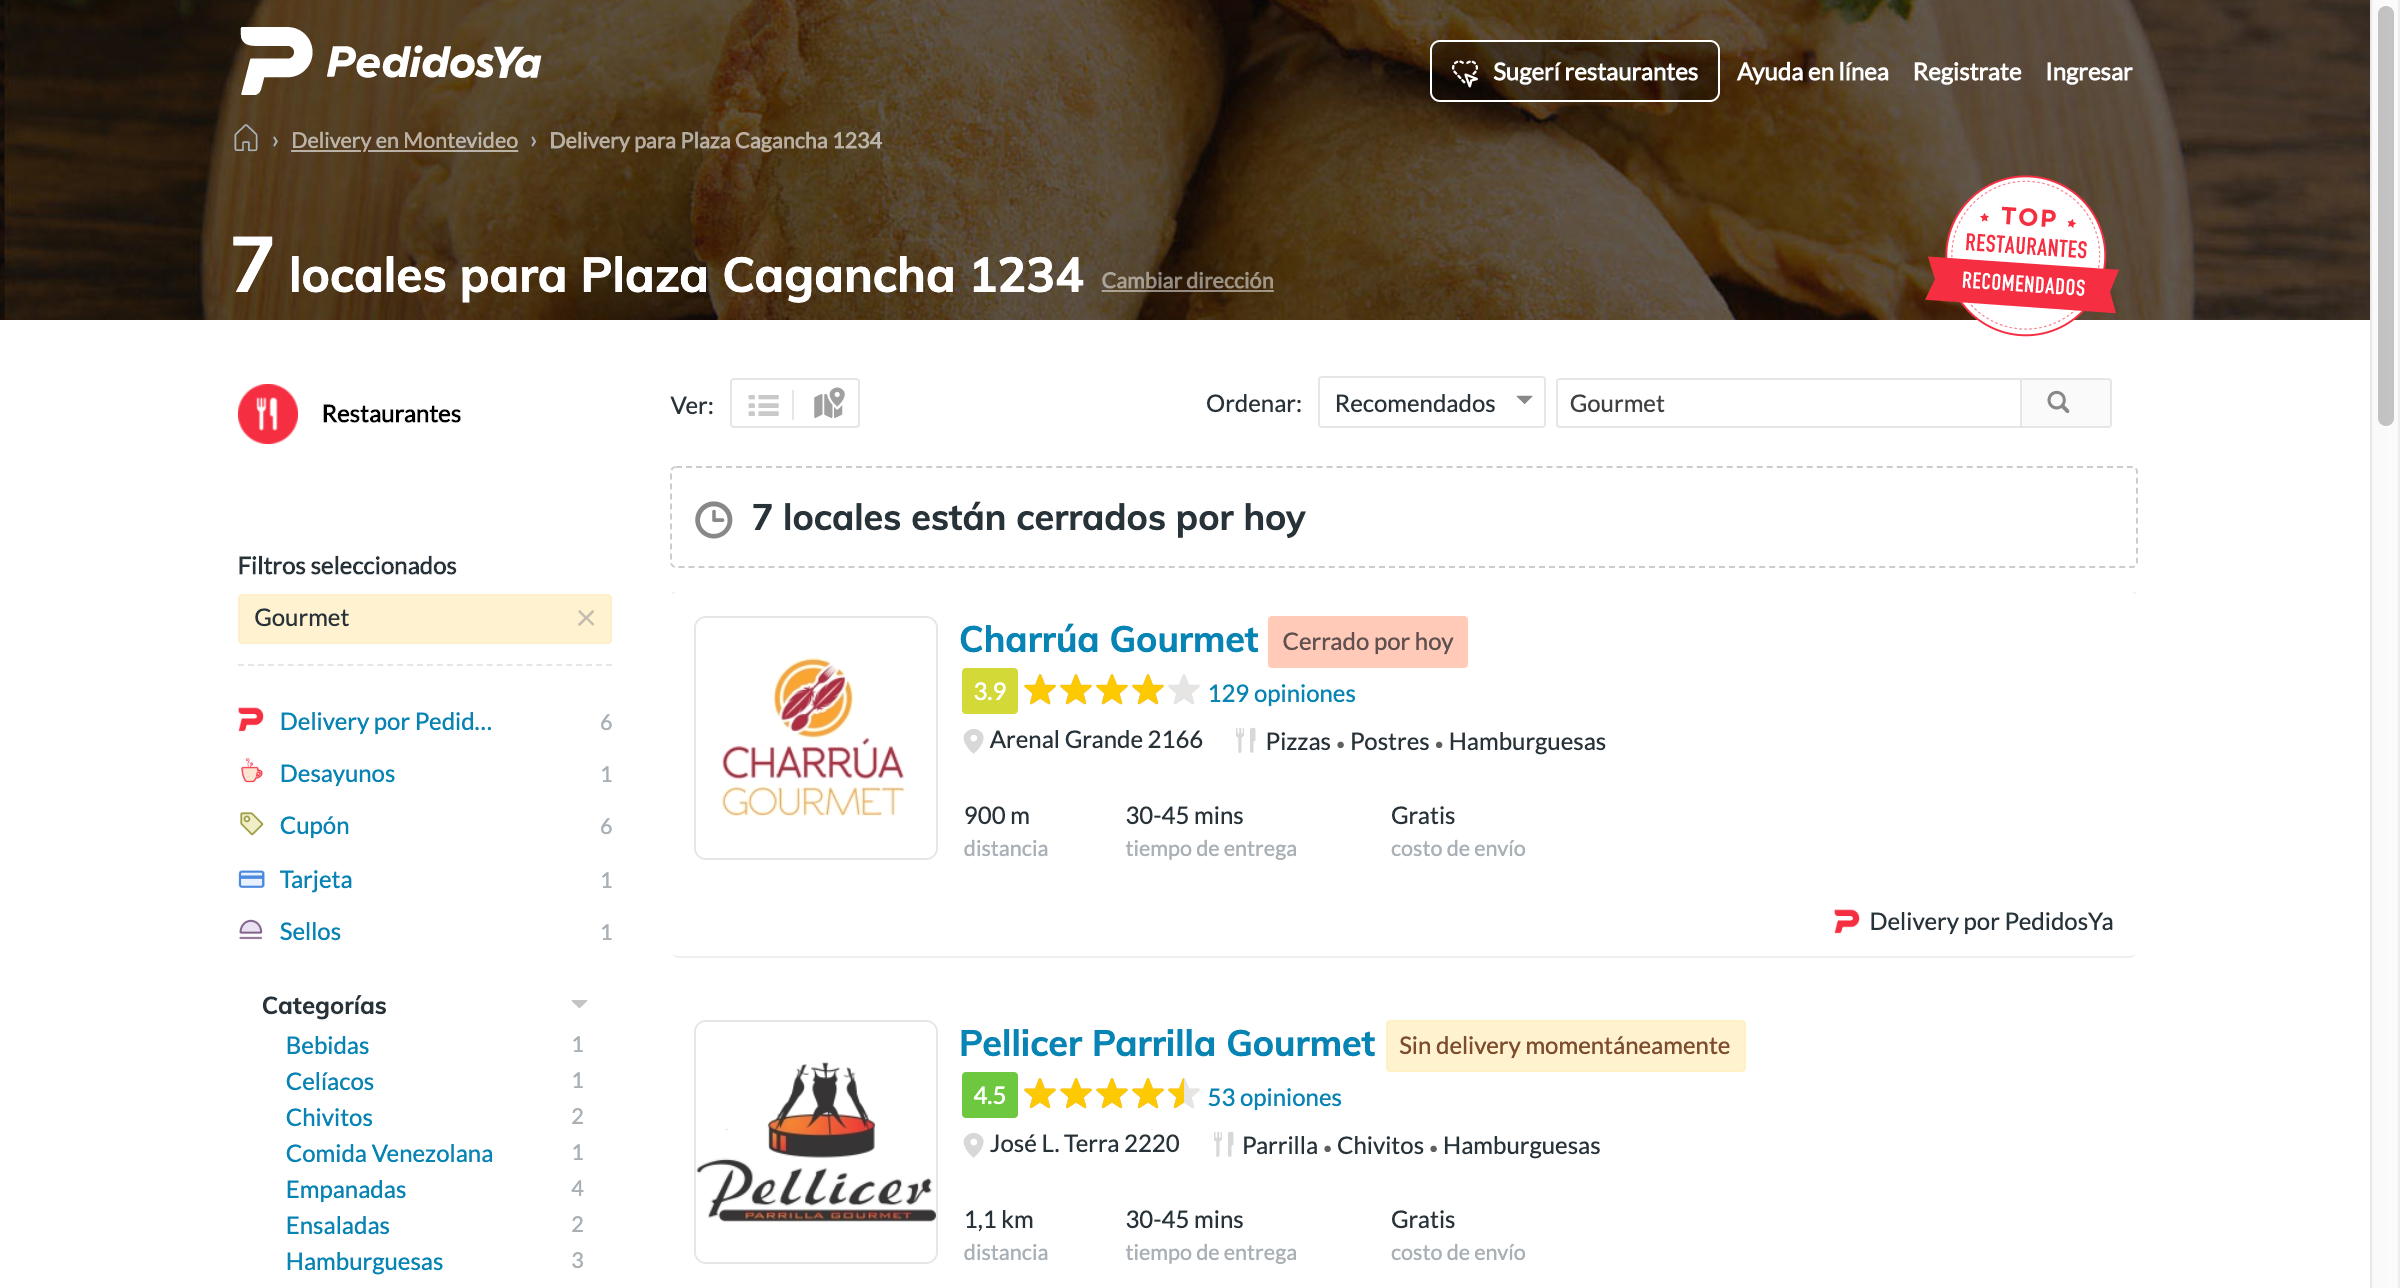 PedidosYa
Sugerí restaurantes
Ayuda en línea
Registrate
Ingresar
› Delivery en Montevideo › Delivery para Plaza Cagancha 1234
7 locales para Plaza Cagancha 1234 Cambiar dirección
TOP
RESTAURANTES
RECOMENDADOS
Restaurantes
Ver:
Ordenar: Recomendados
Gourmet
7 locales están cerrados por hoy
Filtros seleccionados
Gourmet
Delivery por Pedid... 6
Desayunos 1
Cupón 6
Tarjeta 1
Sellos 1
Categorías
Bebidas 1
Celíacos 1
Chivitos 2
Comida Venezolana 1
Empanadas 4
Ensaladas 2
Hamburguesas 3
CHARRÚA
GOURMET
Charrúa Gourmet Cerrado por hoy
3.9 129 opiniones
Arenal Grande 2166 Pizzas • Postres • Hamburguesas
900 m 30-45 mins Gratis
distancia tiempo de entrega costo de envío
Delivery por PedidosYa
Pellicer
PARRILLA GOURMET
Pellicer Parrilla Gourmet Sin delivery momentáneamente
4.5 53 opiniones
José L. Terra 2220 Parrilla • Chivitos • Hamburguesas
1,1 km 30-45 mins Gratis
distancia tiempo de entrega costo de envío